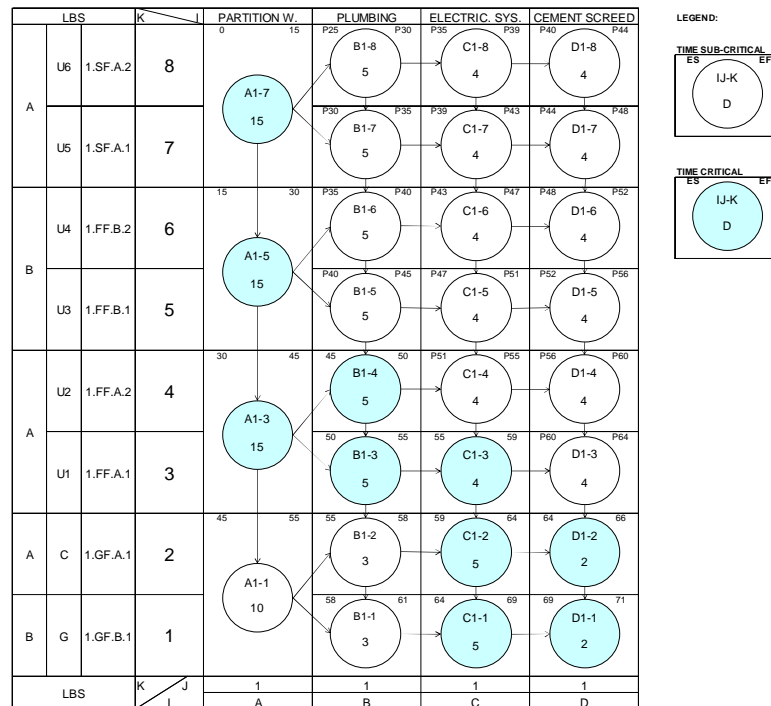 LBS K I PARTITION W. PLUMBING ELECTRIC. SYS. CEMENT SCREED
LEGEND:
0 15 P25 P30 P35 P39 P40 P44
A U6 1.SF.A.2 8 A1-7 15 B1-8 5 C1-8 4 D1-8 4
TIME SUB-CRITICAL
ES EF
IJ-K
D
P30 P35 P39 P43 P44 P48
U5 1.SF.A.1 7 B1-7 5 C1-7 4 D1-7 4
TIME CRITICAL
ES EF
IJ-K
D
15 30 P35 P40 P43 P47 P48 P52
B U4 1.FF.B.2 6 A1-5 15 B1-6 5 C1-6 4 D1-6 4
P40 P45 P47 P51 P52 P56
U3 1.FF.B.1 5 B1-5 5 C1-5 4 D1-5 4
30 45 45 50 P51 P55 P56 P60
A U2 1.FF.A.2 4 A1-3 15 B1-4 5 C1-4 4 D1-4 4
50 55 55 59 P60 P64
U1 1.FF.A.1 3 B1-3 5 C1-3 4 D1-3 4
45 55 55 58 59 64 64 66
A C 1.GF.A.1 2 A1-1 10 B1-2 3 C1-2 5 D1-2 2
58 61 64 69 69 71
B G 1.GF.B.1 1 B1-1 3 C1-1 5 D1-1 2
LBS K J 1 1 1 1
I A B C D